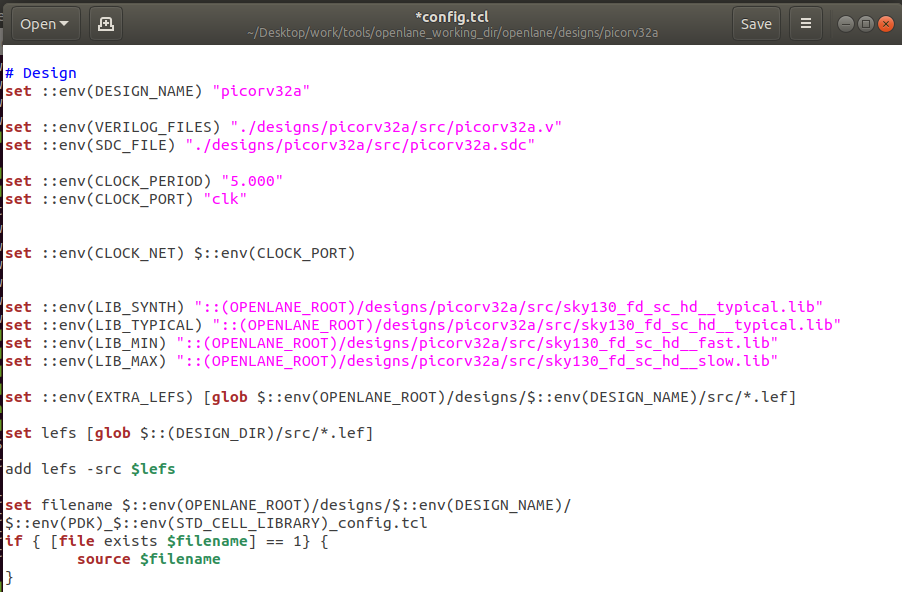 Open
*config.tcl
~/Desktop/work/tools/openlane_working_dir/openlane/designs/picorv32a
Save
# Design
set ::env(DESIGN_NAME) "picorv32a"
set ::env(VERILOG_FILES) "./designs/picorv32a/src/picorv32a.v"
set ::env(SDC_FILE) "./designs/picorv32a/src/picorv32a.sdc"
set ::env(CLOCK_PERIOD) "5.000"
set ::env(CLOCK_PORT) "clk"
set ::env(CLOCK_NET) $::env(CLOCK_PORT)
set ::env(LIB_SYNTH) "::(OPENLANE_ROOT)/designs/picorv32a/src/sky130_fd_sc_hd__typical.lib"
set ::env(LIB_TYPICAL) "::(OPENLANE_ROOT)/designs/picorv32a/src/sky130_fd_sc_hd__typical.lib"
set ::env(LIB_MIN) "::(OPENLANE_ROOT)/designs/picorv32a/src/sky130_fd_sc_hd__fast.lib"
set ::env(LIB_MAX) "::(OPENLANE_ROOT)/designs/picorv32a/src/sky130_fd_sc_hd__slow.lib"
set ::env(EXTRA_LEFS) [glob $::env(OPENLANE_ROOT)/designs/$::env(DESIGN_NAME)/src/*.lef]
set lefs [glob $::(DESIGN_DIR)/src/*.lef]
add lefs -src $lefs
set filename $::env(OPENLANE_ROOT)/designs/$::env(DESIGN_NAME)/
$::env(PDK)_$::env(STD_CELL_LIBRARY)_config.tcl
if { [file exists $filename] == 1} {
        source $filename
}